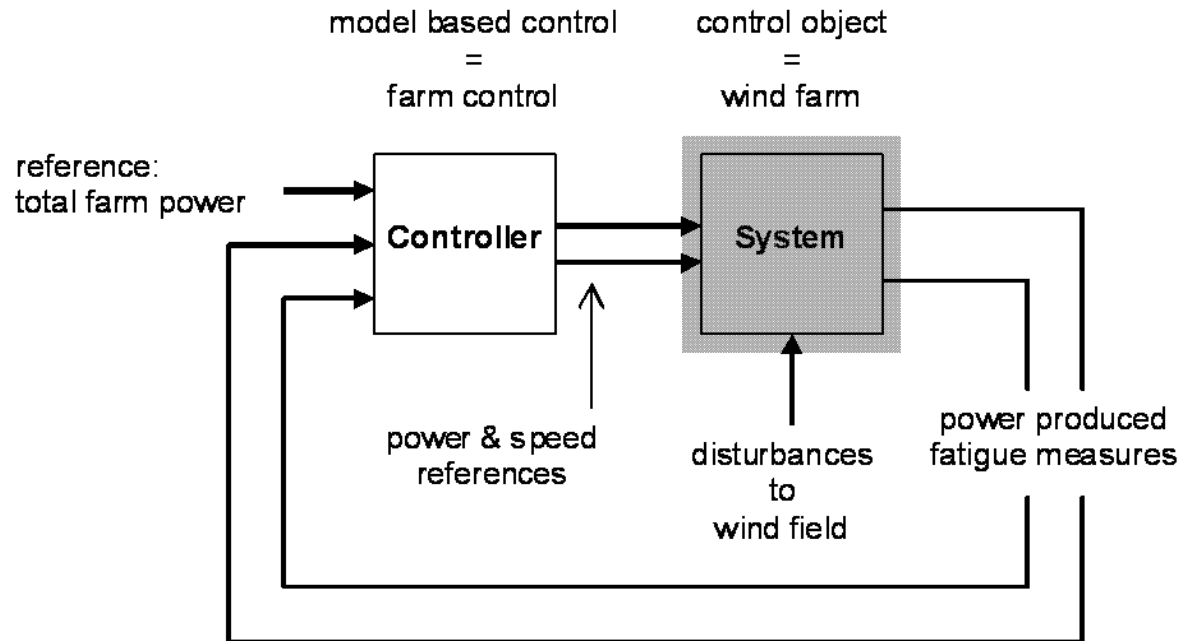 model based control
=
farm control
control object
=
wind farm
reference:
total farm power
Controller
System
power & speed
references
disturbances
to
wind field
power produced
fatigue measures